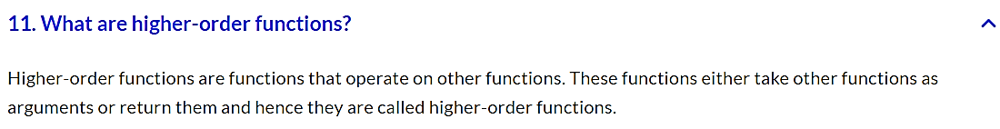 11. What are higher-order functions?
Higher-order functions are functions that operate on other functions. These functions either take other functions as
arguments or return them and hence they are called higher-order functions.